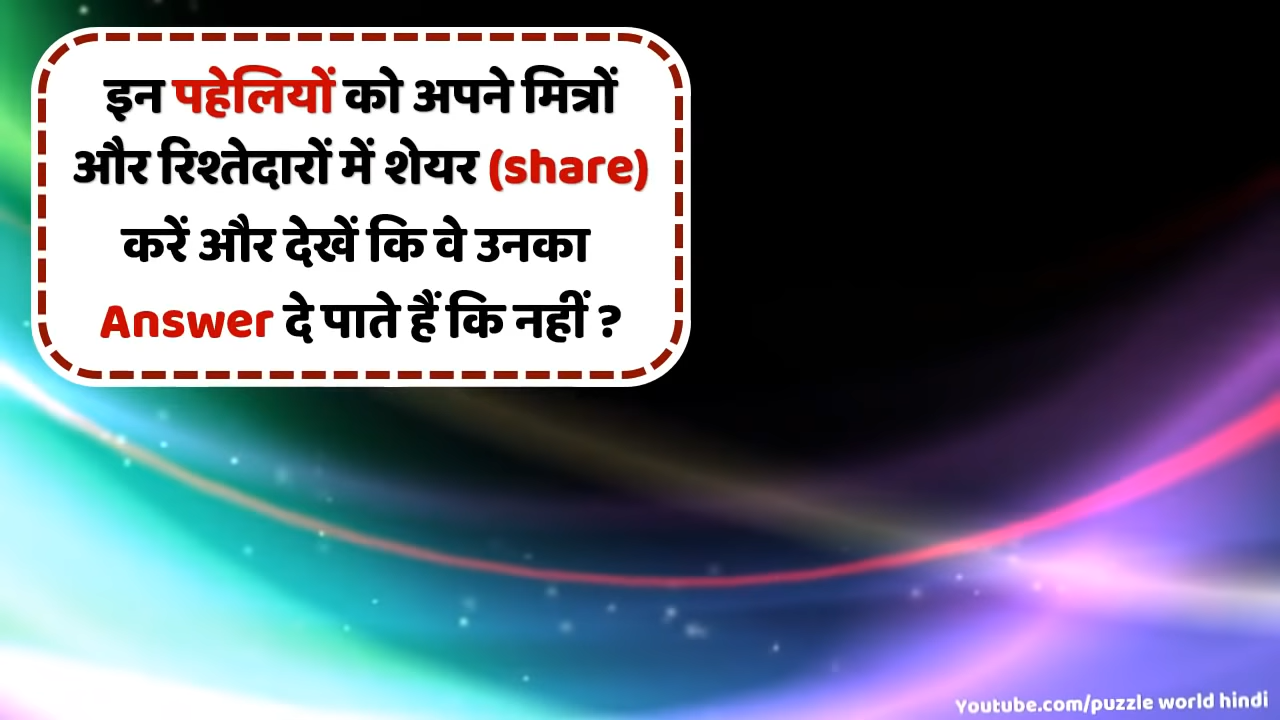 इन पहेलियों को अपने मित्रों
और रिश्तेदारों में शेयर (share)
करें और देखें कि वे उनका
Answer दे पाते हैं कि नहीं ?
Youtube.com/puzzle world hindi